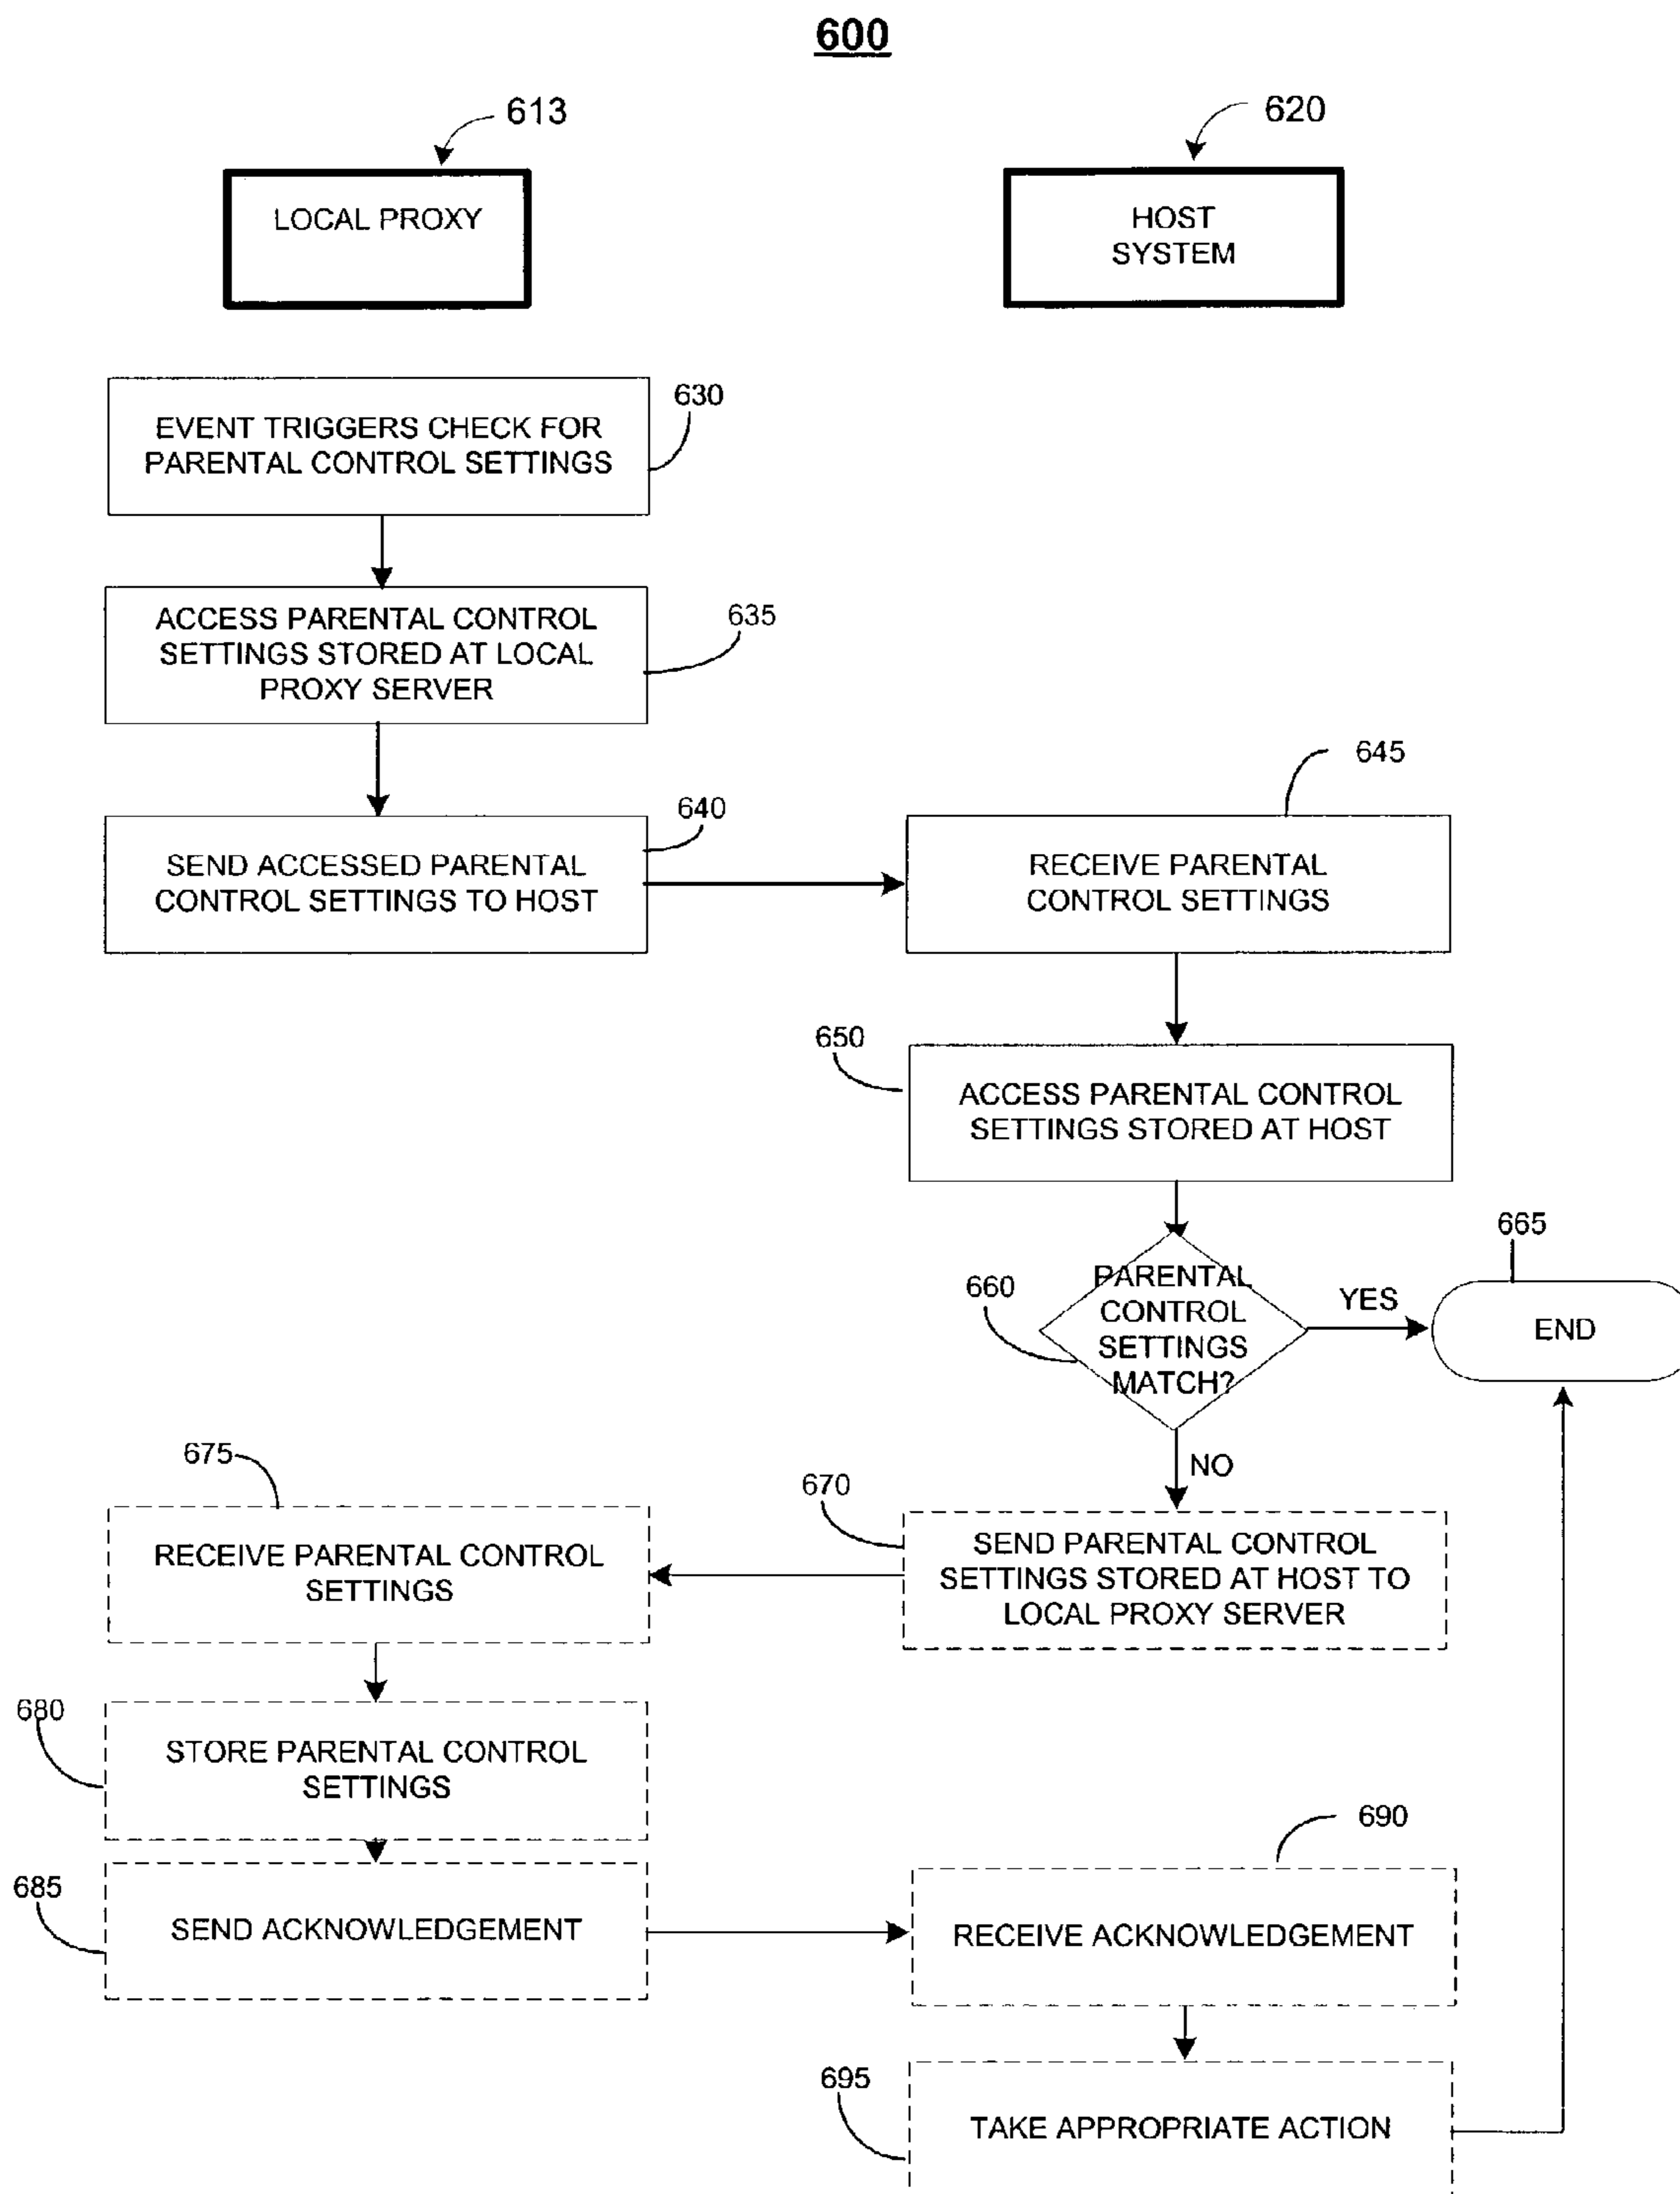 600
613
620
LOCAL PROXY
HOST
SYSTEM
630
EVENT TRIGGERS CHECK FOR
PARENTAL CONTROL SETTINGS
635
ACCESS PARENTAL CONTROL
SETTINGS STORED AT LOCAL
PROXY SERVER
645
640
SEND ACCESSED PARENTAL
CONTROL SETTINGS TO HOST
RECEIVE PARENTAL
CONTROL SETTINGS
650
ACCESS PARENTAL CONTROL
SETTINGS STORED AT HOST
665
660
PARENTAL
CONTROL
SETTINGS
MATCH?
YES
END
NO
675
670
RECEIVE PARENTAL CONTROL
SETTINGS
SEND PARENTAL CONTROL
SETTINGS STORED AT HOST TO
LOCAL PROXY SERVER
680
STORE PARENTAL CONTROL
SETTINGS
690
685
SEND ACKNOWLEDGEMENT
RECEIVE ACKNOWLEDGEMENT
695
TAKE APPROPRIATE ACTION